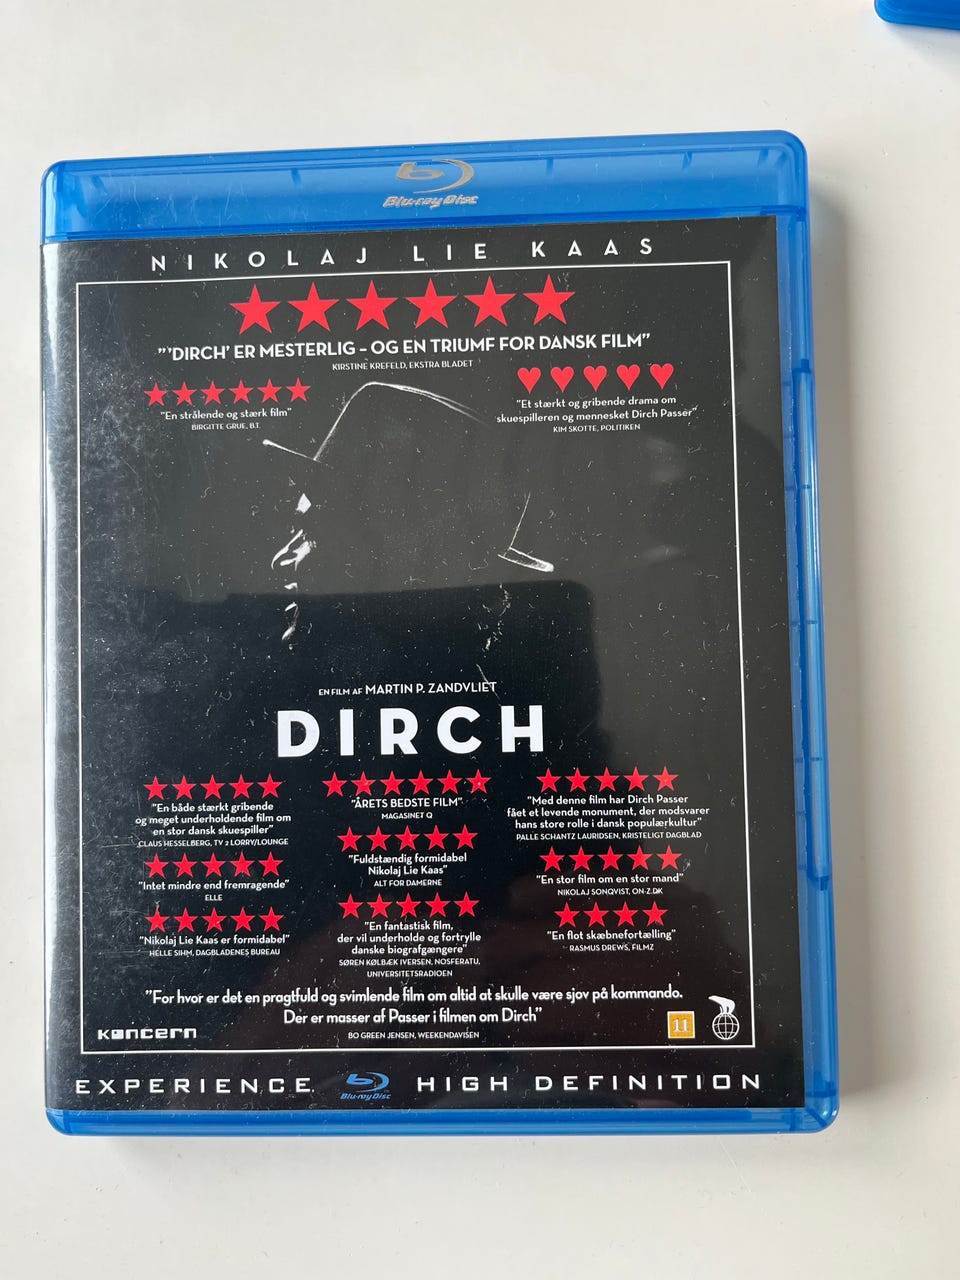 Blu-ray Disc
NIKOLAJ LIE KAAS
"'DIRCH' ER MESTERLIG – OG EN TRIUMF FOR DANSK FILM"
KIRSTINE KREFELD, EKSTRA BLADET
"En strålende og stærk film"
BIRGITTE GRUE, B.T.
"Et stærkt og gribende drama om
skuespilleren og mennesket Dirch Passer"
KIM SKOTTE, POLITIKEN
EN FILM AF MARTIN P. ZANDVLIET
DIRCH
"En både stærkt gribende
og meget underholdende film om
en stor dansk skuespiller"
CLAUS HESSELBERG, TV 2 LORRY/LOUNGE
"Intet mindre end fremragende"
ELLE
"Nikolaj Lie Kaas er formidabel"
HELLE SIHM, DAGBLADENES BUREAU
"ÅRETS BEDSTE FILM"
MAGASINET Q
"Fuldstændig formidabel
Nikolaj Lie Kaas"
ALT FOR DAMERNE
"En fantastisk film,
der vil underholde og fortrylle
danske biografgængere"
SØREN KØLBÆK IVERSEN, NOSFERATU,
UNIVERSITETSRADIOEN
"Med denne film har Dirch Passer
fået et levende monument, der modsvarer
hans store rolle i dansk populærkultur"
PALLE SCHANTZ LAURIDSEN, KRISTELIGT DAGBLAD
"En stor film om en stor mand"
NIKOLAJ SONQVIST, ON-Z.DK
"En flot skæbnefortælling"
RASMUS DREWS, FILMZ
"For hvor er det en pragtfuld og svimlende film om altid at skulle være sjov på kommando.
Der er masser af Passer i filmen om Dirch"
BO GREEN JENSEN, WEEKENDAVISEN
koncern
11
EXPERIENCE Blu-ray Disc HIGH DEFINITION